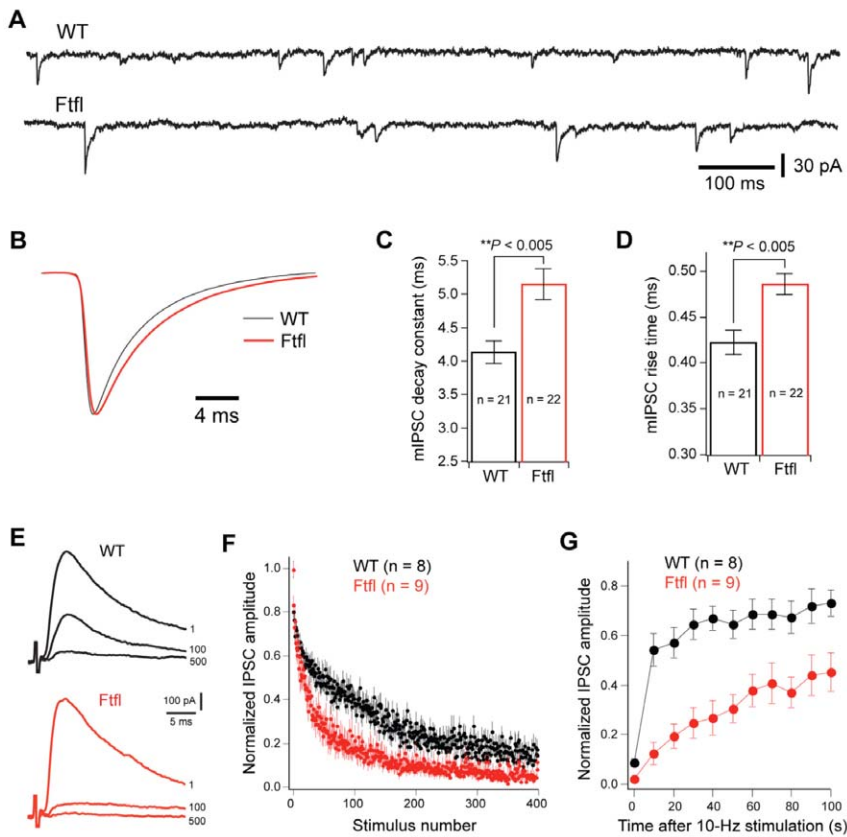 A
WT
Ftfl
30 pA
100 ms
B
WT
Ftfl
4 ms
C
**P < 0.005
mIPSC decay constant (ms)
5.5
5.0
4.5
4.0
3.5
3.0
2.5
n = 21
n = 22
WT
Ftfl
D
**P < 0.005
mIPSC rise time (ms)
0.50
0.45
0.40
0.35
0.30
n = 21
n = 22
WT
Ftfl
E
WT
1
100
500
Ftfl
100 pA
5 ms
1
100
500
F
WT (n = 8)
Ftfl (n = 9)
Normalized IPSC amplitude
1.0
0.8
0.6
0.4
0.2
0.0
0
100
200
300
400
Stimulus number
G
WT (n = 8)
Ftfl (n = 9)
Normalized IPSC amplitude
0.8
0.6
0.4
0.2
0.0
0
20
40
60
80
100
Time after 10-Hz stimulation (s)